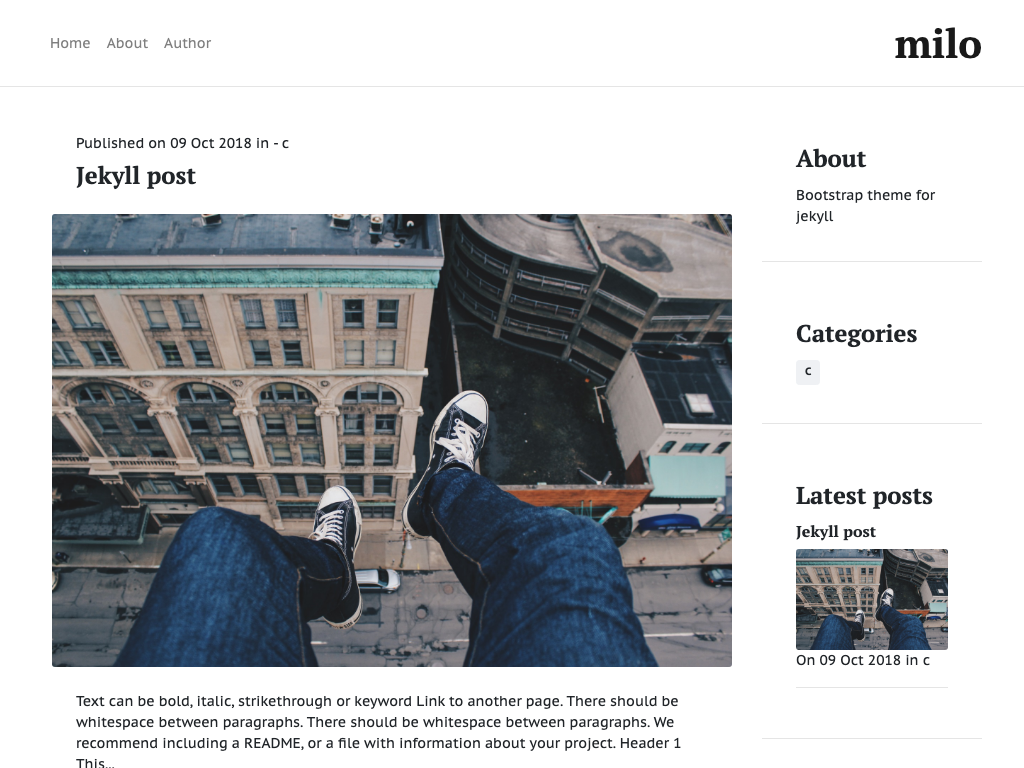 Home About Author
milo
Published on 09 Oct 2018 in - c
Jekyll post
Text can be bold, italic, strikethrough or keyword Link to another page. There should be
whitespace between paragraphs. There should be whitespace between paragraphs. We
recommend including a README, or a file with information about your project. Header 1
This...
About
Bootstrap theme for
jekyll
Categories
c
Latest posts
Jekyll post
On 09 Oct 2018 in c